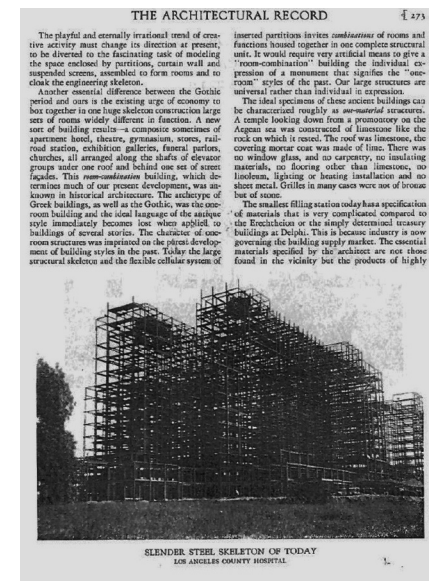 THE ARCHITECTURAL RECORD
273
The playful and eternally irrational trend of crea-
tive activity must change its direction at present,
to be diverted to the fascinating task of modeling
the space enclosed by partitions, curtain wall and
suspended screens, assembled to form rooms and to
cloak the engineering skeleton.
Another essential difference between the Gothic
period and ours is the existing urge of economy to
box together in one huge skeleton construction large
sets of rooms widely different in function. A new
sort of building results—a composite sometimes of
apartment hotel, theatre, gymnasium, stores, rail-
road station, exhibition galleries, funeral parlors,
churches, all arranged along the shafts of elevator
groups under one roof and behind one set of street
façades. This room-combination building, which de-
termines much of our present development, was un-
known in historical architecture. The archetype of
Greek buildings, as well as the Gothic, was the one-
room building and the ideal language of the antique
style immediately becomes lost when applied to
buildings of several stories. The character of one-
room structures was imprinted on the purest develop-
ment of building styles in the past. Today the large
structural skeleton and the flexible cellular system of
inserted partitions invites combinations of rooms and
functions housed together in one complete structural
unit. It would require very artificial means to give a
"room-combination" building the individual ex-
pression of a monument that signifies the "one-
room" styles of the past. Our large structures are
universal rather than individual in expression.
The ideal specimens of these ancient buildings can
be characterized roughly as one-material structures.
A temple looking down from a promontory on the
Aegean sea was constructed of limestone like the
rock on which it rested. The roof was limestone, the
covering mortar coat was made of lime. There was
no window glass, and no carpentry, no insulating
materials, no flooring other than limestone, no
linoleum, lighting or heating installation and no
sheet metal. Grilles in many cases were not of bronze
but of stone.
The smallest filling station today has a specification
of materials that is very complicated compared to
the Erechtheion or the simply determined treasury
buildings at Delphi. This is because industry is now
governing the building supply market. The essential
materials specified by the architect are not those
found in the vicinity but the products of highly
SLENDER STEEL SKELETON OF TODAY
LOS ANGELES COUNTY HOSPITAL